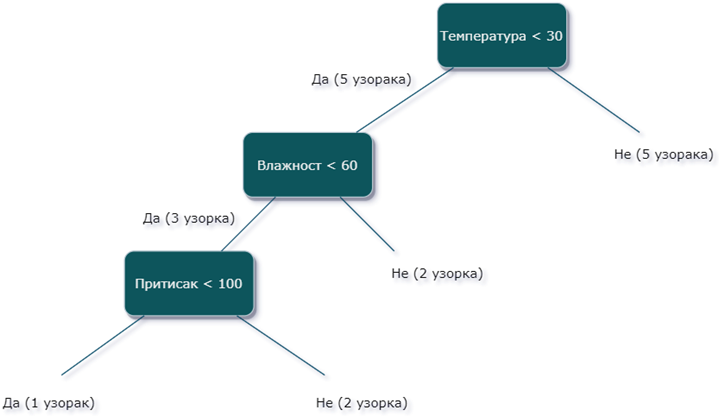 Температура < 30
Да (5 узорака)
Не (5 узорака)
Влажност < 60
Да (3 узорка)
Не (2 узорка)
Притисак < 100
Да (1 узорак)
Не (2 узорка)